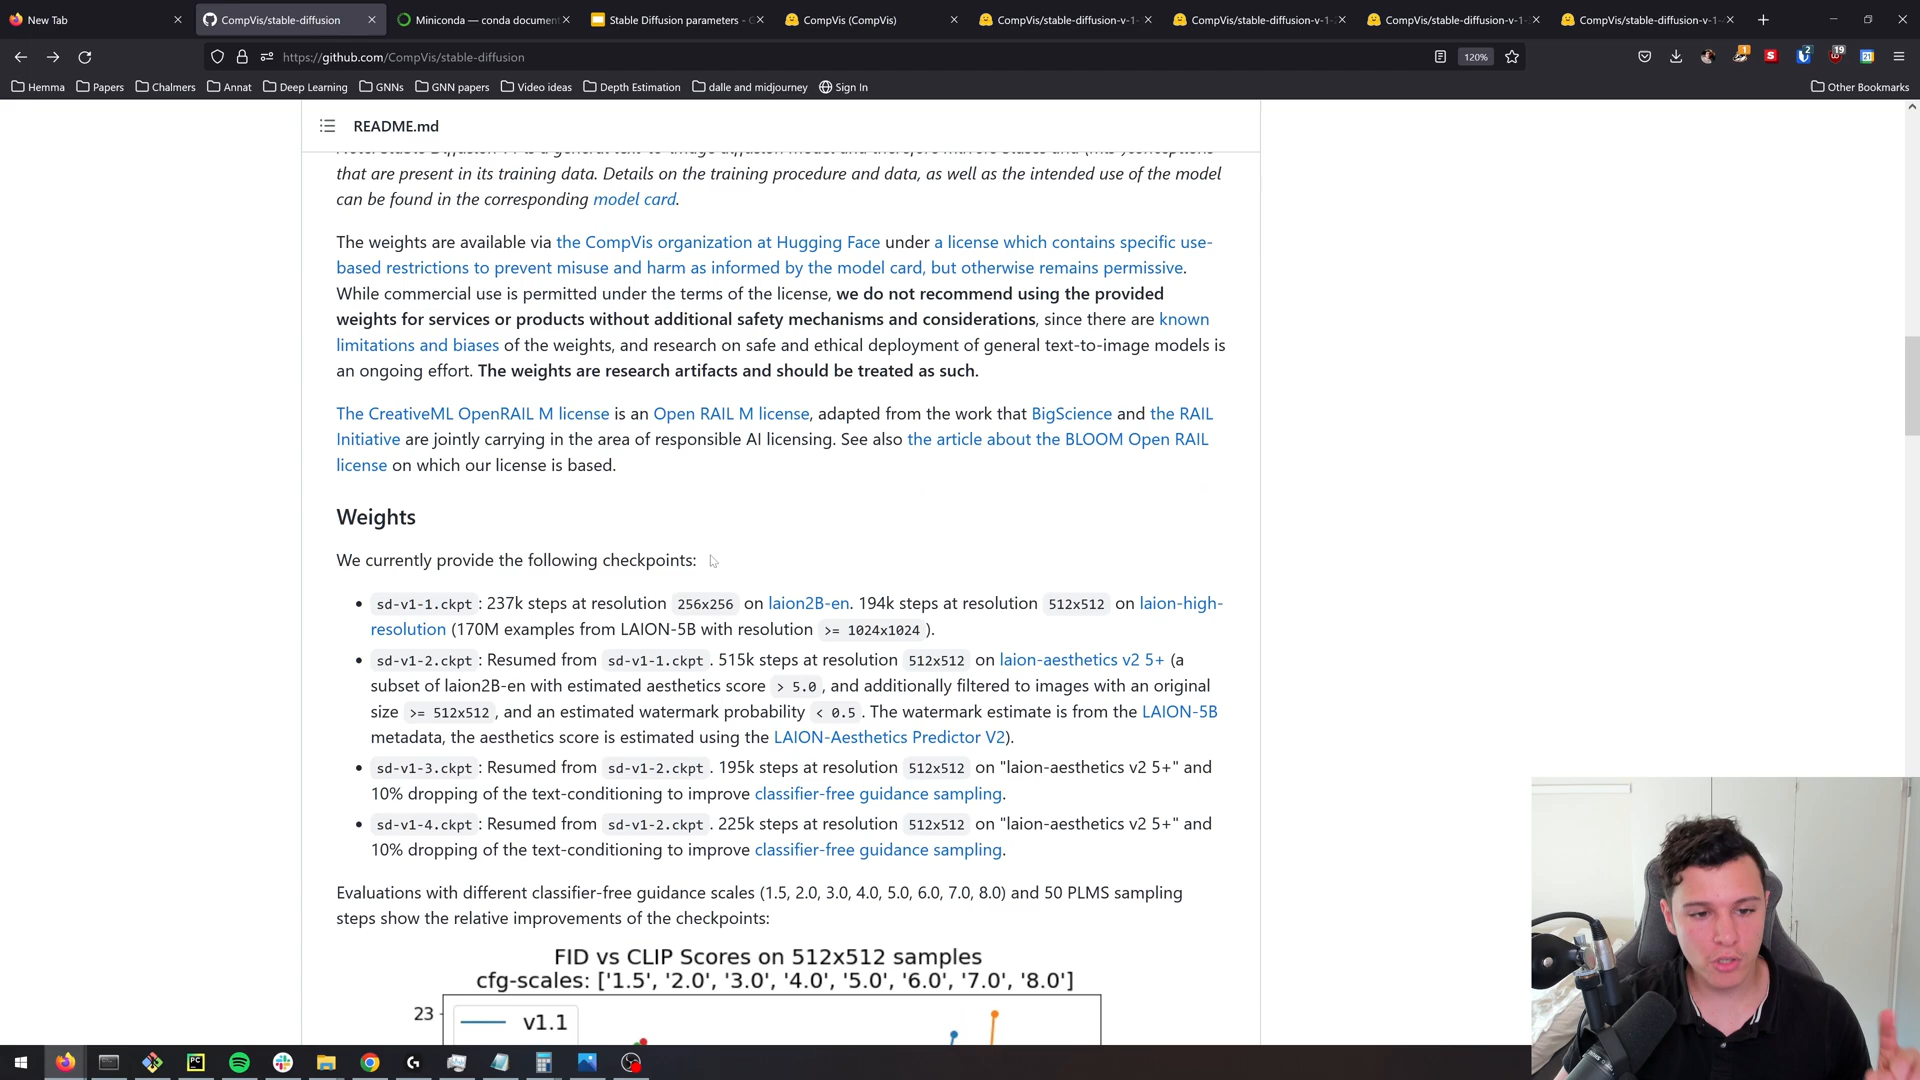 New Tab
CompVis/stable-diffusion
Miniconda — conda document
Stable Diffusion parameters - G
CompVis (CompVis)
CompVis/stable-diffusion-v-1-
CompVis/stable-diffusion-v-1-
CompVis/stable-diffusion-v-1-
CompVis/stable-diffusion-v-1-
https://github.com/CompVis/stable-diffusion
120%
1
S
2
19
21
Hemma
Papers
Chalmers
Annat
Deep Learning
GNNs
GNN papers
Video ideas
Depth Estimation
dalle and midjourney
Sign In
Other Bookmarks
README.md
that are present in its training data. Details on the training procedure and data, as well as the intended use of the model
can be found in the corresponding model card.
The weights are available via the CompVis organization at Hugging Face under a license which contains specific use-
based restrictions to prevent misuse and harm as informed by the model card, but otherwise remains permissive.
While commercial use is permitted under the terms of the license, we do not recommend using the provided
weights for services or products without additional safety mechanisms and considerations, since there are known
limitations and biases of the weights, and research on safe and ethical deployment of general text-to-image models is
an ongoing effort. The weights are research artifacts and should be treated as such.
The CreativeML OpenRAIL M license is an Open RAIL M license, adapted from the work that BigScience and the RAIL
Initiative are jointly carrying in the area of responsible AI licensing. See also the article about the BLOOM Open RAIL
license on which our license is based.
Weights
We currently provide the following checkpoints:
• sd-v1-1.ckpt: 237k steps at resolution 256x256 on laion2B-en. 194k steps at resolution 512x512 on laion-high-
resolution (170M examples from LAION-5B with resolution >= 1024x1024 ).
• sd-v1-2.ckpt: Resumed from sd-v1-1.ckpt. 515k steps at resolution 512x512 on laion-aesthetics v2 5+ (a
subset of laion2B-en with estimated aesthetics score > 5.0, and additionally filtered to images with an original
size >= 512x512, and an estimated watermark probability < 0.5. The watermark estimate is from the LAION-5B
metadata, the aesthetics score is estimated using the LAION-Aesthetics Predictor V2).
• sd-v1-3.ckpt: Resumed from sd-v1-2.ckpt. 195k steps at resolution 512x512 on "laion-aesthetics v2 5+" and
10% dropping of the text-conditioning to improve classifier-free guidance sampling.
• sd-v1-4.ckpt: Resumed from sd-v1-2.ckpt. 225k steps at resolution 512x512 on "laion-aesthetics v2 5+" and
10% dropping of the text-conditioning to improve classifier-free guidance sampling.
Evaluations with different classifier-free guidance scales (1.5, 2.0, 3.0, 4.0, 5.0, 6.0, 7.0, 8.0) and 50 PLMS sampling
steps show the relative improvements of the checkpoints:
FID vs CLIP Scores on 512x512 samples
cfg-scales: ['1.5', '2.0', '3.0', '4.0', '5.0', '6.0', '7.0', '8.0']
23
v1.1
PC